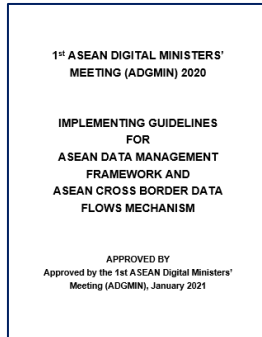 1st ASEAN DIGITAL MINISTERS'
MEETING (ADGMIN) 2020
IMPLEMENTING GUIDELINES
FOR
ASEAN DATA MANAGEMENT
FRAMEWORK AND
ASEAN CROSS BORDER DATA
FLOWS MECHANISM
APPROVED BY
Approved by the 1st ASEAN Digital Ministers'
Meeting (ADGMIN), January 2021